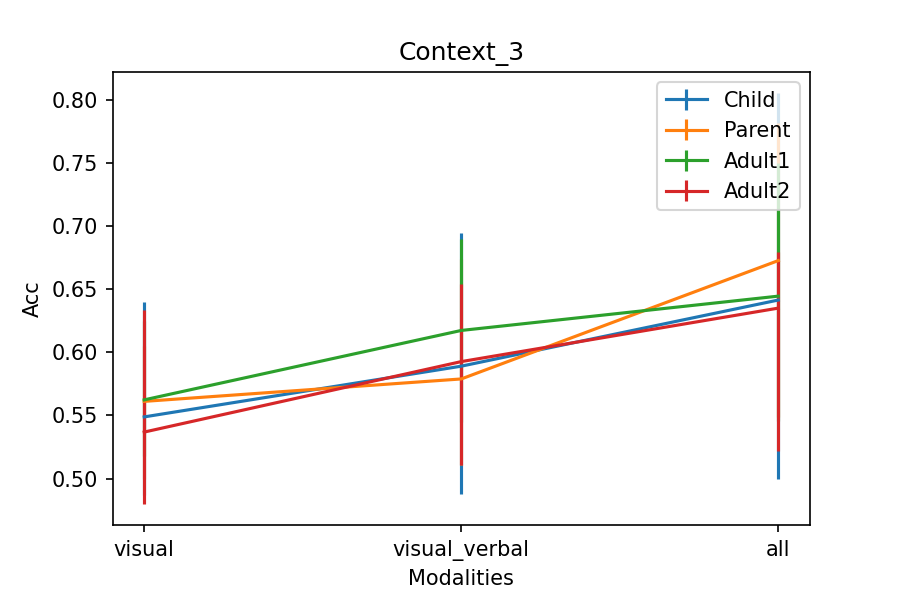 Context_3
Child
Parent
Adult1
Adult2
0.80
0.75
0.70
0.65
0.60
0.55
0.50
Acc
visual
visual_verbal
all
Modalities